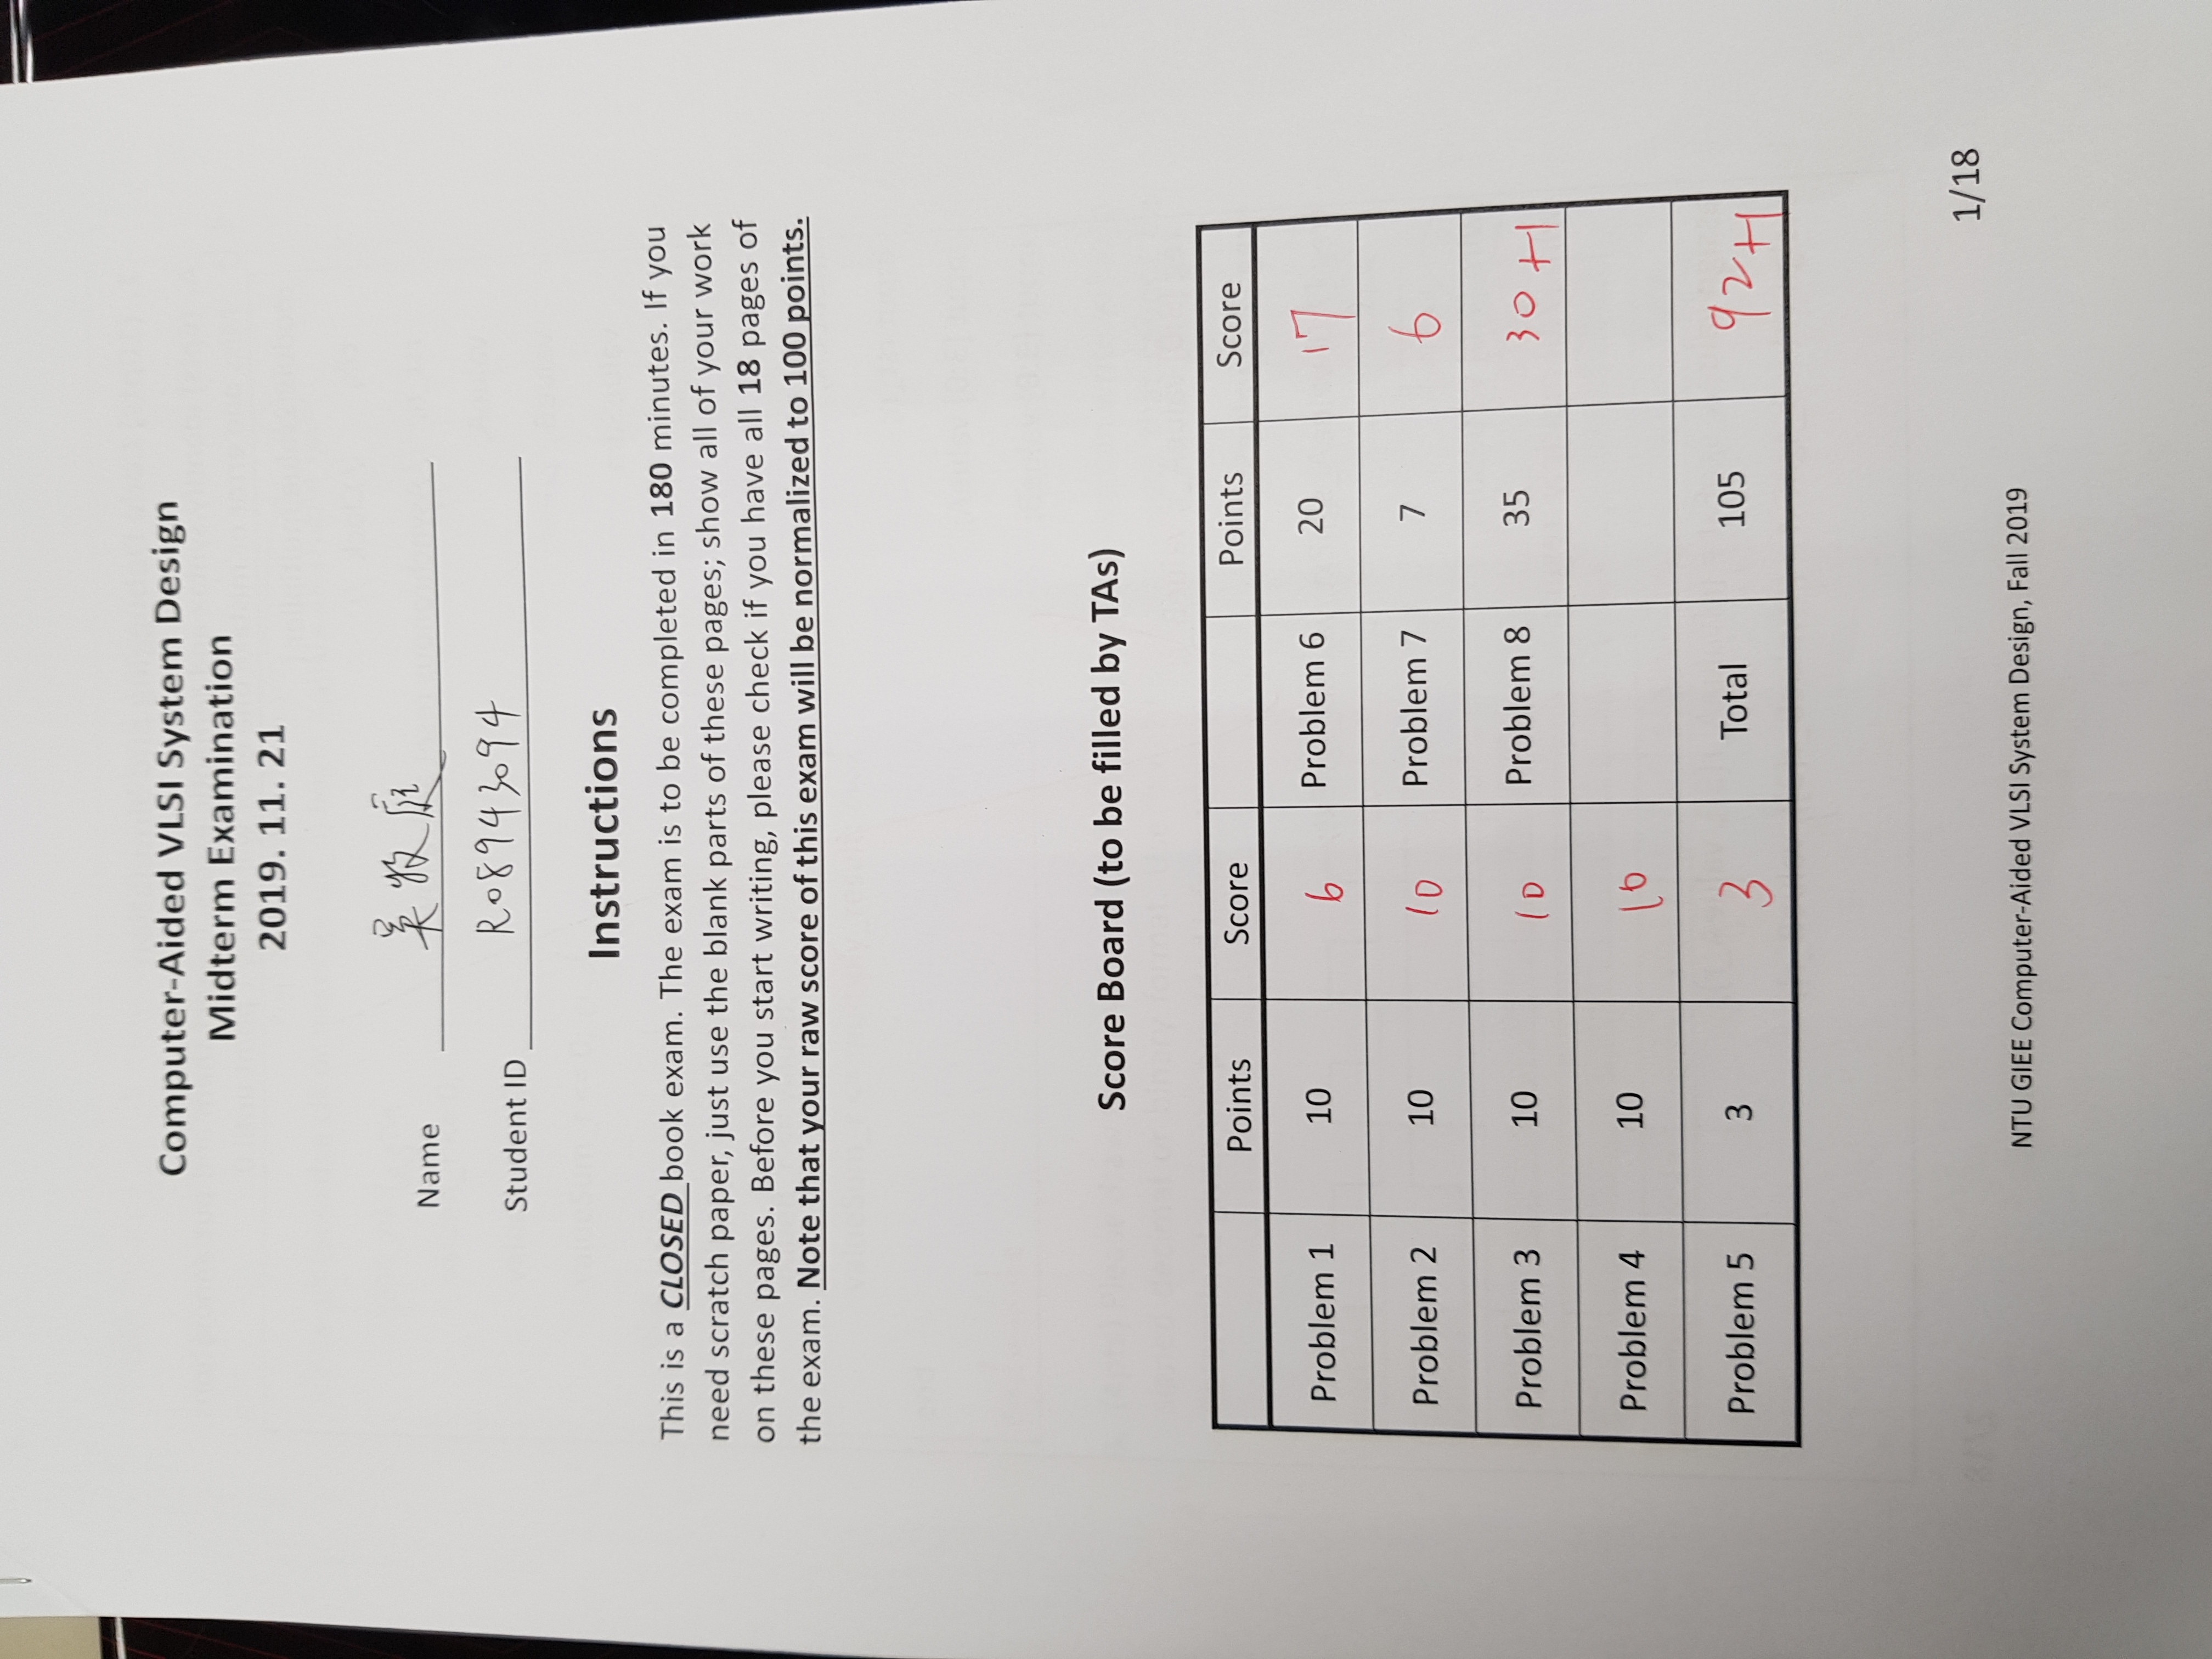 Computer-Aided VLSI System Design
Midterm Examination
2019. 11. 21
Name 吳牧庭
Student ID R08943094
Instructions
This is a CLOSED book exam. The exam is to be completed in 180 minutes. If you
need scratch paper, just use the blank parts of these pages; show all of your work
on these pages. Before you start writing, please check if you have all 18 pages of
the exam. Note that your raw score of this exam will be normalized to 100 points.
Score Board (to be filled by TAs)
Points Score Points Score
Problem 1 10 6 Problem 6 20 17
Problem 2 10 10 Problem 7 7 6
Problem 3 10 10 Problem 8 35 30 +1
Problem 4 10 10
Problem 5 3 3 Total 105 92+1
1/18
NTU GIEE Computer-Aided VLSI System Design, Fall 2019